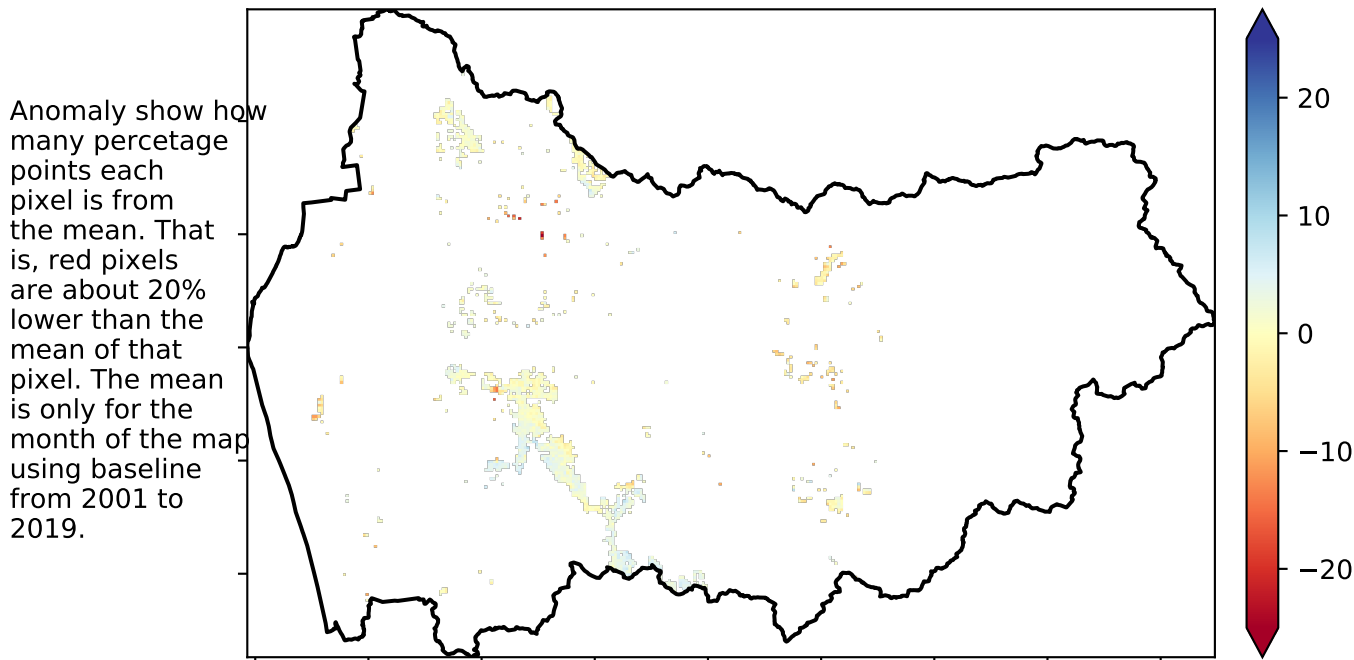 Anomaly show how
many percetage
points each
pixel is from
the mean. That
is, red pixels
are about 20%
lower than the
mean of that
pixel. The mean
is only for the
month of the map
using baseline
from 2001 to
2019.
20
10
0
−10
−20